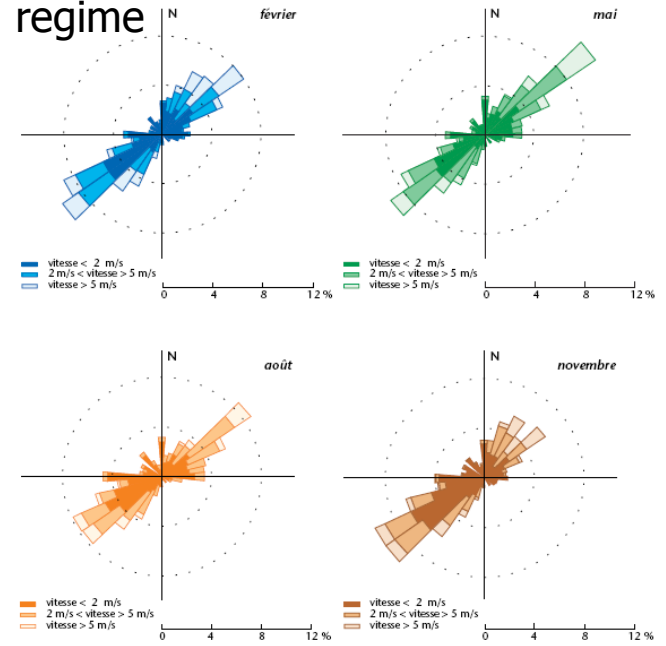 regime
N
février
vitesse < 2 m/s
2 m/s < vitesse > 5 m/s
vitesse > 5 m/s
0 4 8 12 %
N
mai
vitesse < 2 m/s
2 m/s < vitesse > 5 m/s
vitesse > 5 m/s
0 4 8 12 %
N
août
vitesse < 2 m/s
2 m/s < vitesse > 5 m/s
vitesse > 5 m/s
0 4 8 12 %
N
novembre
vitesse < 2 m/s
2 m/s < vitesse > 5 m/s
vitesse > 5 m/s
0 4 8 12 %